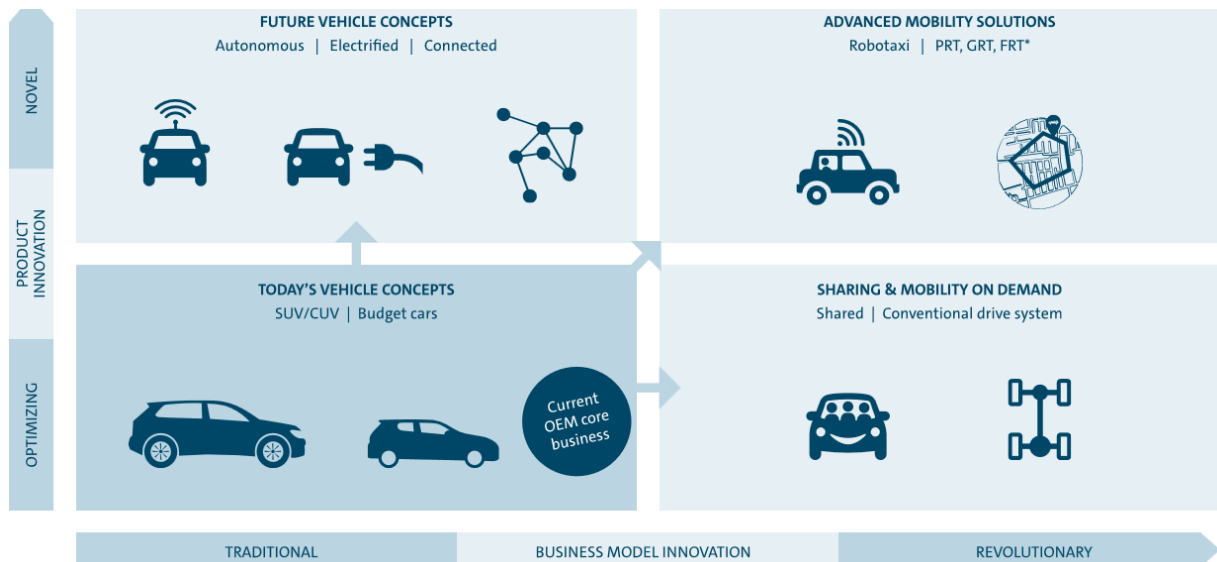 FUTURE VEHICLE CONCEPTS
Autonomous | Electrified | Connected
ADVANCED MOBILITY SOLUTIONS
Robotaxi | PRT, GRT, FRT*
NOVEL
PRODUCT
INNOVATION
OPTIMIZING
TODAY'S VEHICLE CONCEPTS
SUV/CUV | Budget cars
Current
OEM core
business
SHARING & MOBILITY ON DEMAND
Shared | Conventional drive system
TRADITIONAL
BUSINESS MODEL INNOVATION
REVOLUTIONARY